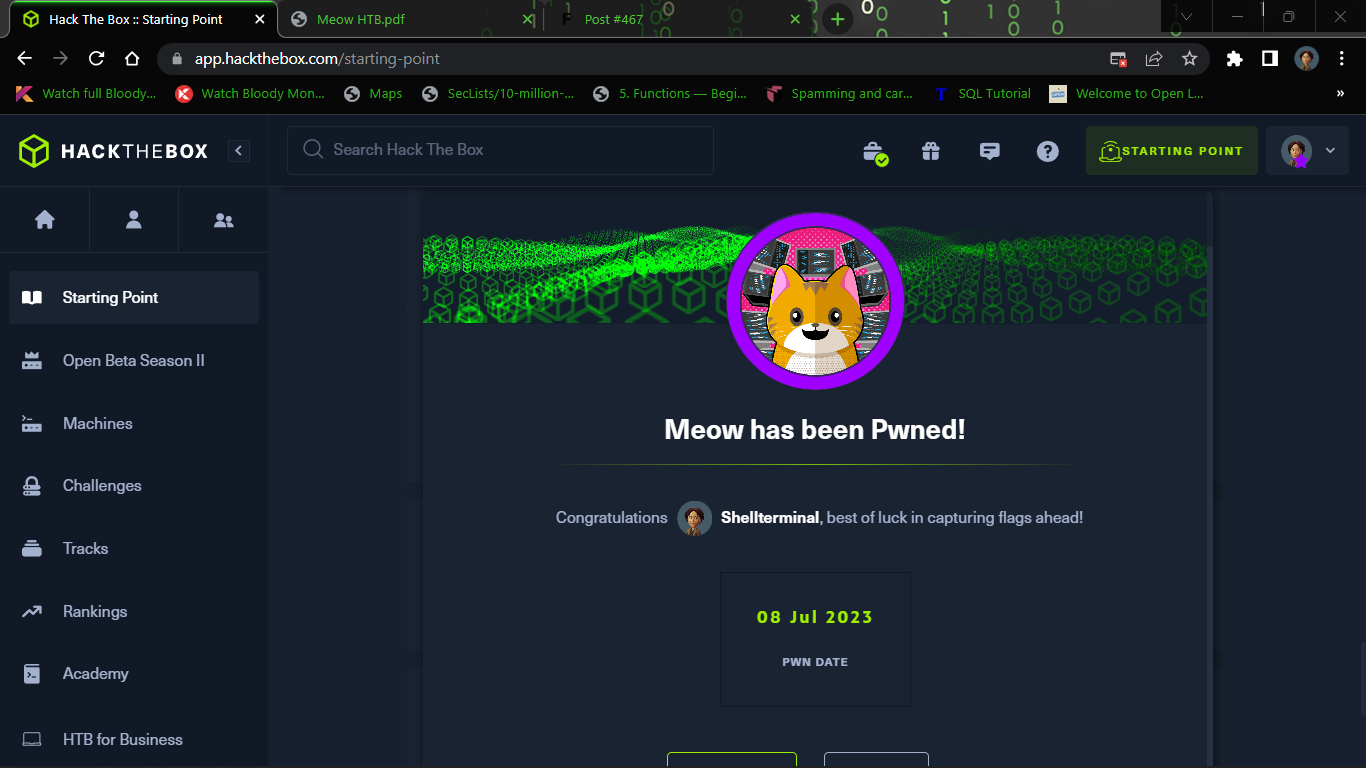 Hack The Box :: Starting Point
Meow HTB.pdf
Post #467
app.hackthebox.com/starting-point
Watch full Bloody...
Watch Bloody Mon...
Maps
SecLists/10-million-...
5. Functions — Begi...
Spamming and car...
SQL Tutorial
Welcome to Open L...
»
HACKTHEBOX
Search Hack The Box
STARTING POINT
Starting Point
Open Beta Season II
Machines
Challenges
Tracks
Rankings
Academy
HTB for Business
Meow has been Pwned!
Congratulations Shellterminal, best of luck in capturing flags ahead!
08 Jul 2023
PWN DATE